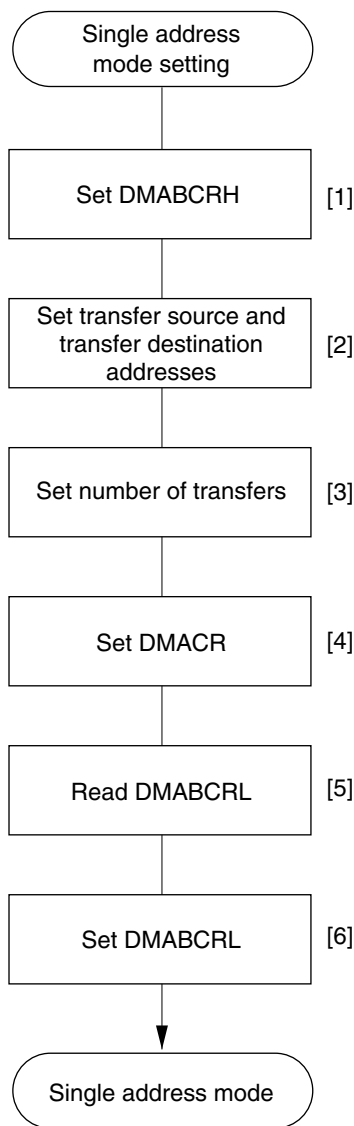 Single address
mode setting
Set DMABCRH
[1]
Set transfer source and
transfer destination
addresses
[2]
Set number of transfers
[3]
Set DMACR
[4]
Read DMABCRL
[5]
Set DMABCRL
[6]
Single address mode